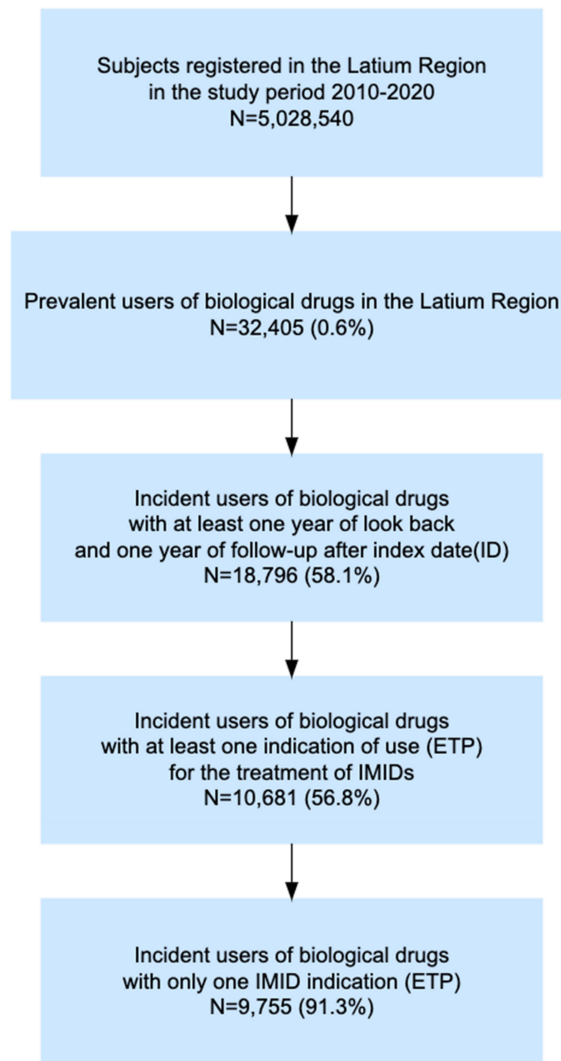 Subjects registered in the Latium Region
in the study period 2010-2020
N=5,028,540
Prevalent users of biological drugs in the Latium Region
N=32,405 (0.6%)
Incident users of biological drugs
with at least one year of look back
and one year of follow-up after index date(ID)
N=18,796 (58.1%)
Incident users of biological drugs
with at least one indication of use (ETP)
for the treatment of IMIDs
N=10,681 (56.8%)
Incident users of biological drugs
with only one IMID indication (ETP)
N=9,755 (91.3%)